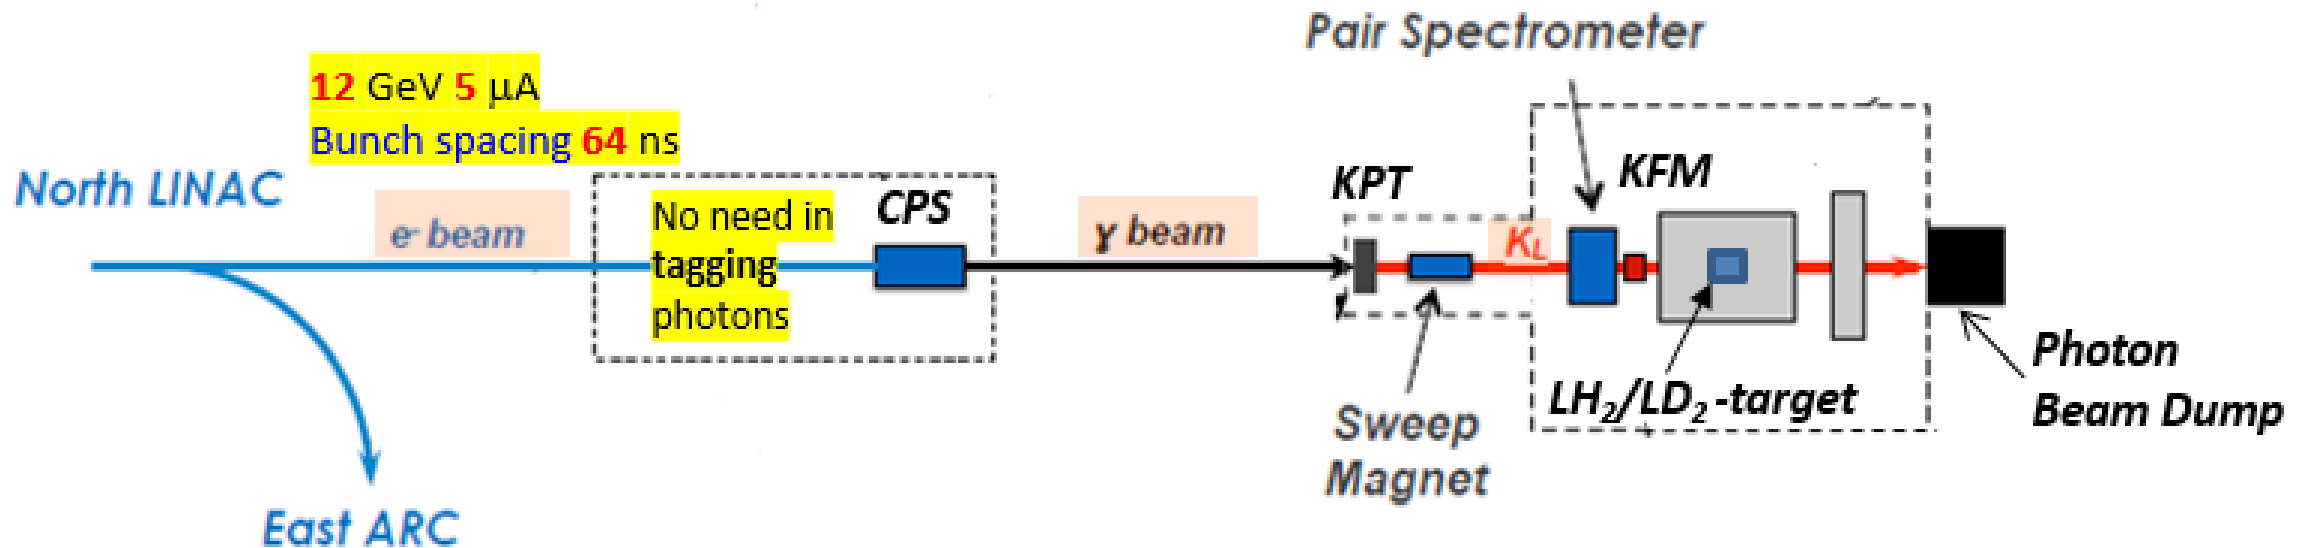 Pair Spectrometer
12 GeV 5 µA
Bunch spacing 64 ns
North LINAC
e- beam
No need in
tagging
photons
CPS
γ beam
KPT
KL
KFM
LH2/LD2 -target
Sweep
Magnet
Photon
Beam Dump
East ARC